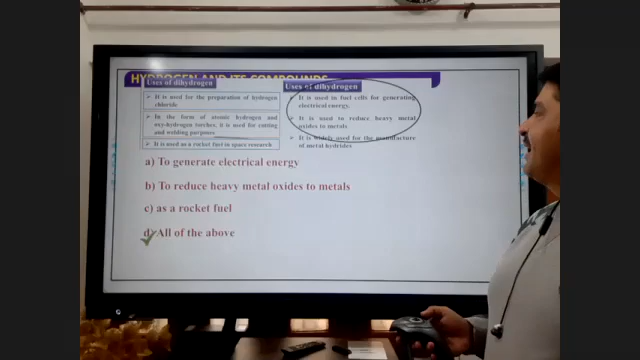 HYDROGEN AND ITS COMPOUNDS
Uses of dihydrogen
It is used for the preparation of hydrogen
chloride
In the form of atomic hydrogen and
oxy-hydrogen torches, it is used for cutting
and welding purposes
It is used as a rocket fuel in space research
Uses of dihydrogen
It is used in fuel cells for generating
electrical energy.
It is used to reduce heavy metal
oxides to metals
It is widely used for the manufacture
of metal hydrides
a) To generate electrical energy
b) To reduce heavy metal oxides to metals
c) as a rocket fuel
d) All of the above